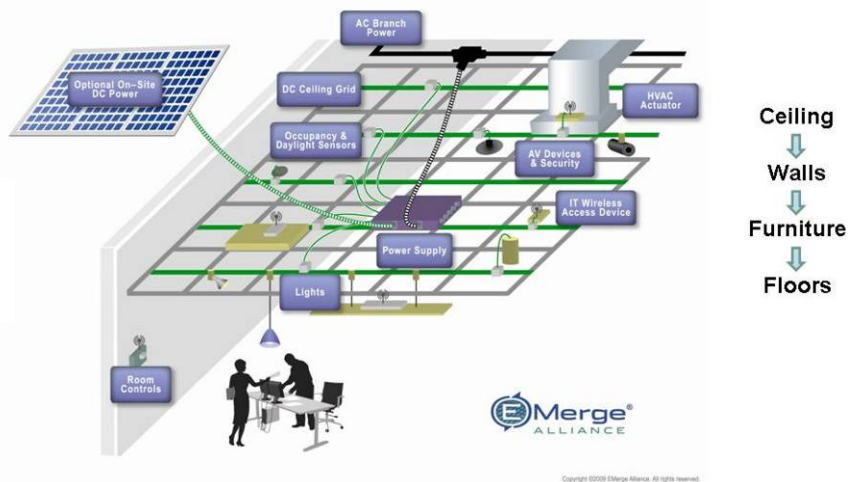 AC Branch
Power
Optional On–Site
DC Power
DC Ceiling Grid
HVAC
Actuator
Occupancy &
Daylight Sensors
AV Devices
& Security
IT Wireless
Access Device
Power Supply
Lights
Room
Controls
EMerge®
ALLIANCE
Ceiling
Walls
Furniture
Floors
Copyright ©2009 EMerge Alliance. All rights reserved.